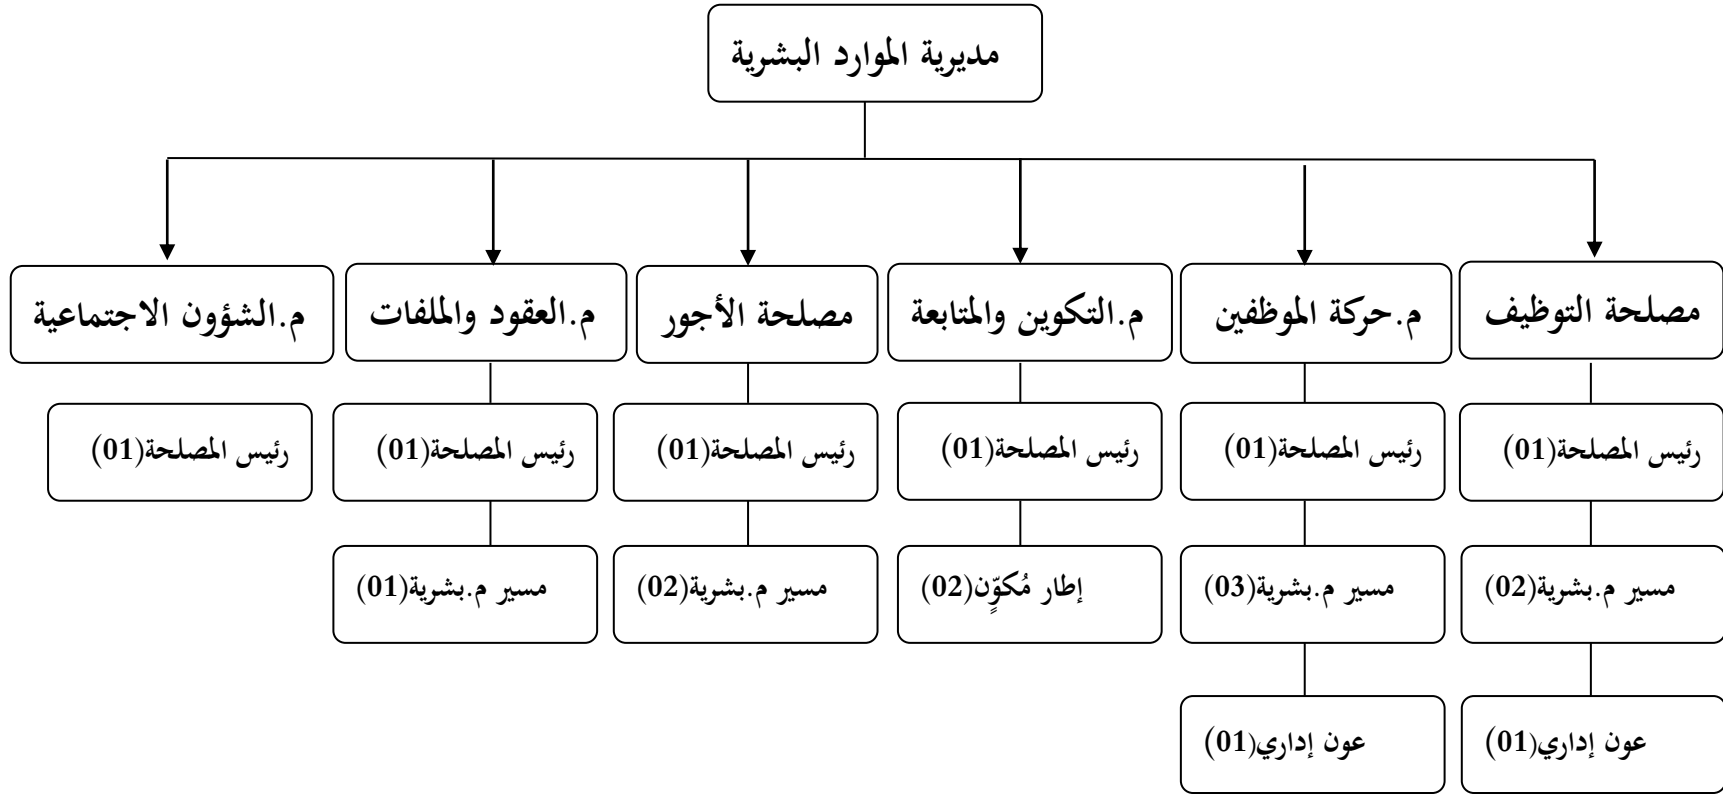 مديرية الموارد البشرية
مصلحة التوظيف
م.حركة الموظفين
م.التكوين والمتابعة
مصلحة الأجور
م.العقود والملفات
م.الشؤون الاجتماعية
رئيس المصلحة(01)
رئيس المصلحة(01)
رئيس المصلحة(01)
رئيس المصلحة(01)
رئيس المصلحة(01)
رئيس المصلحة(01)
مسير م.بشرية(02)
مسير م.بشرية(03)
إطار مُكوِّن(02)
مسير م.بشرية(02)
مسير م.بشرية(01)
عون إداري(01)
عون إداري(01)